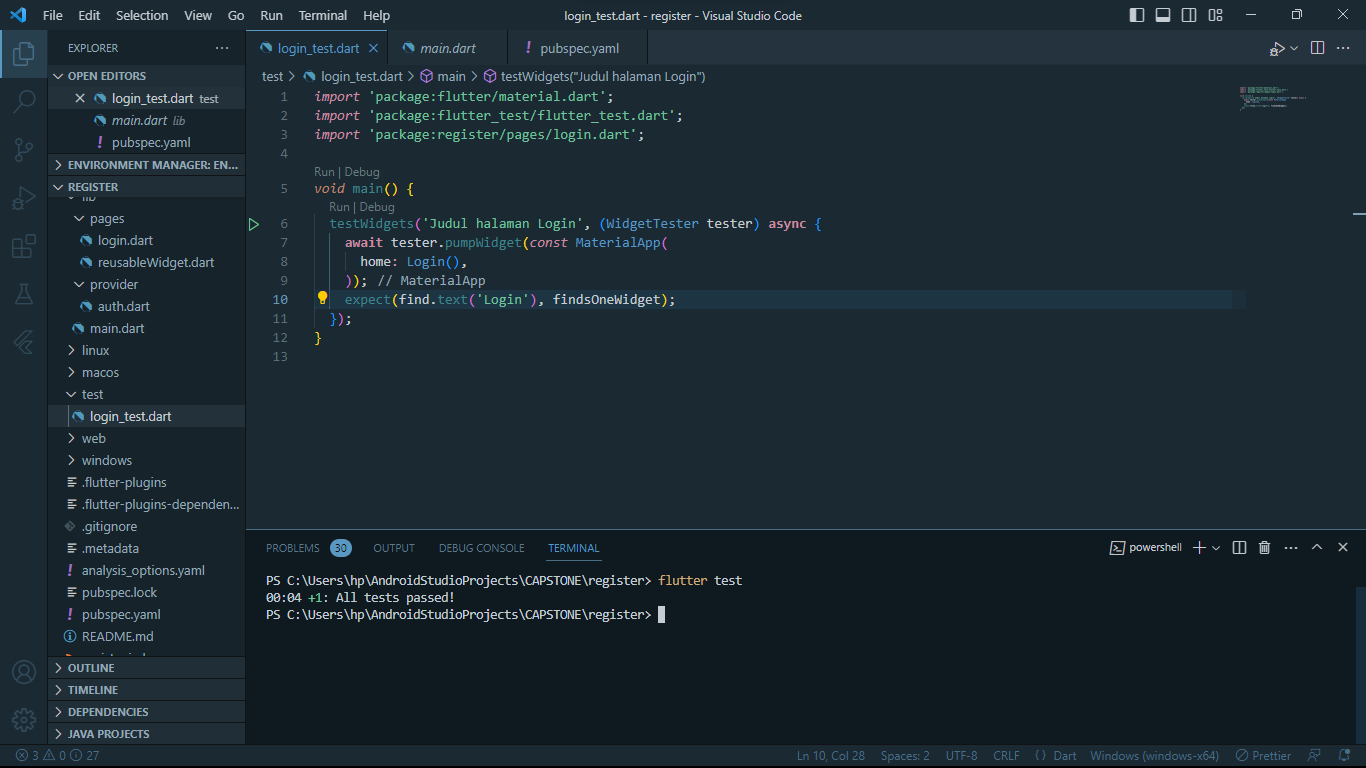 File Edit Selection View Go Run Terminal Help
login_test.dart - register - Visual Studio Code
EXPLORER
OPEN EDITORS
login_test.dart test
main.dart lib
pubspec.yaml
ENVIRONMENT MANAGER: EN...
REGISTER
lib
pages
login.dart
reusableWidget.dart
provider
auth.dart
main.dart
linux
macos
test
login_test.dart
web
windows
.flutter-plugins
.flutter-plugins-dependen...
.gitignore
.metadata
analysis_options.yaml
pubspec.lock
pubspec.yaml
README.md
OUTLINE
TIMELINE
DEPENDENCIES
JAVA PROJECTS
login_test.dart
main.dart
pubspec.yaml
test > login_test.dart > main > testWidgets("Judul halaman Login")
1 import 'package:flutter/material.dart';
2 import 'package:flutter_test/flutter_test.dart';
3 import 'package:register/pages/login.dart';
4
Run | Debug
5 void main() {
Run | Debug
6 testWidgets('Judul halaman Login', (WidgetTester tester) async {
7 await tester.pumpWidget(const MaterialApp(
8 home: Login(),
9 )); // MaterialApp
10 expect(find.text('Login'), findsOneWidget);
11 });
12 }
13
PROBLEMS 30 OUTPUT DEBUG CONSOLE TERMINAL
powershell
PS C:\Users\hp\AndroidStudioProjects\CAPSTONE\register> flutter test
00:04 +1: All tests passed!
PS C:\Users\hp\AndroidStudioProjects\CAPSTONE\register>
3 0 27
Ln 10, Col 28 Spaces: 2 UTF-8 CRLF { } Dart Windows (windows-x64) Prettier